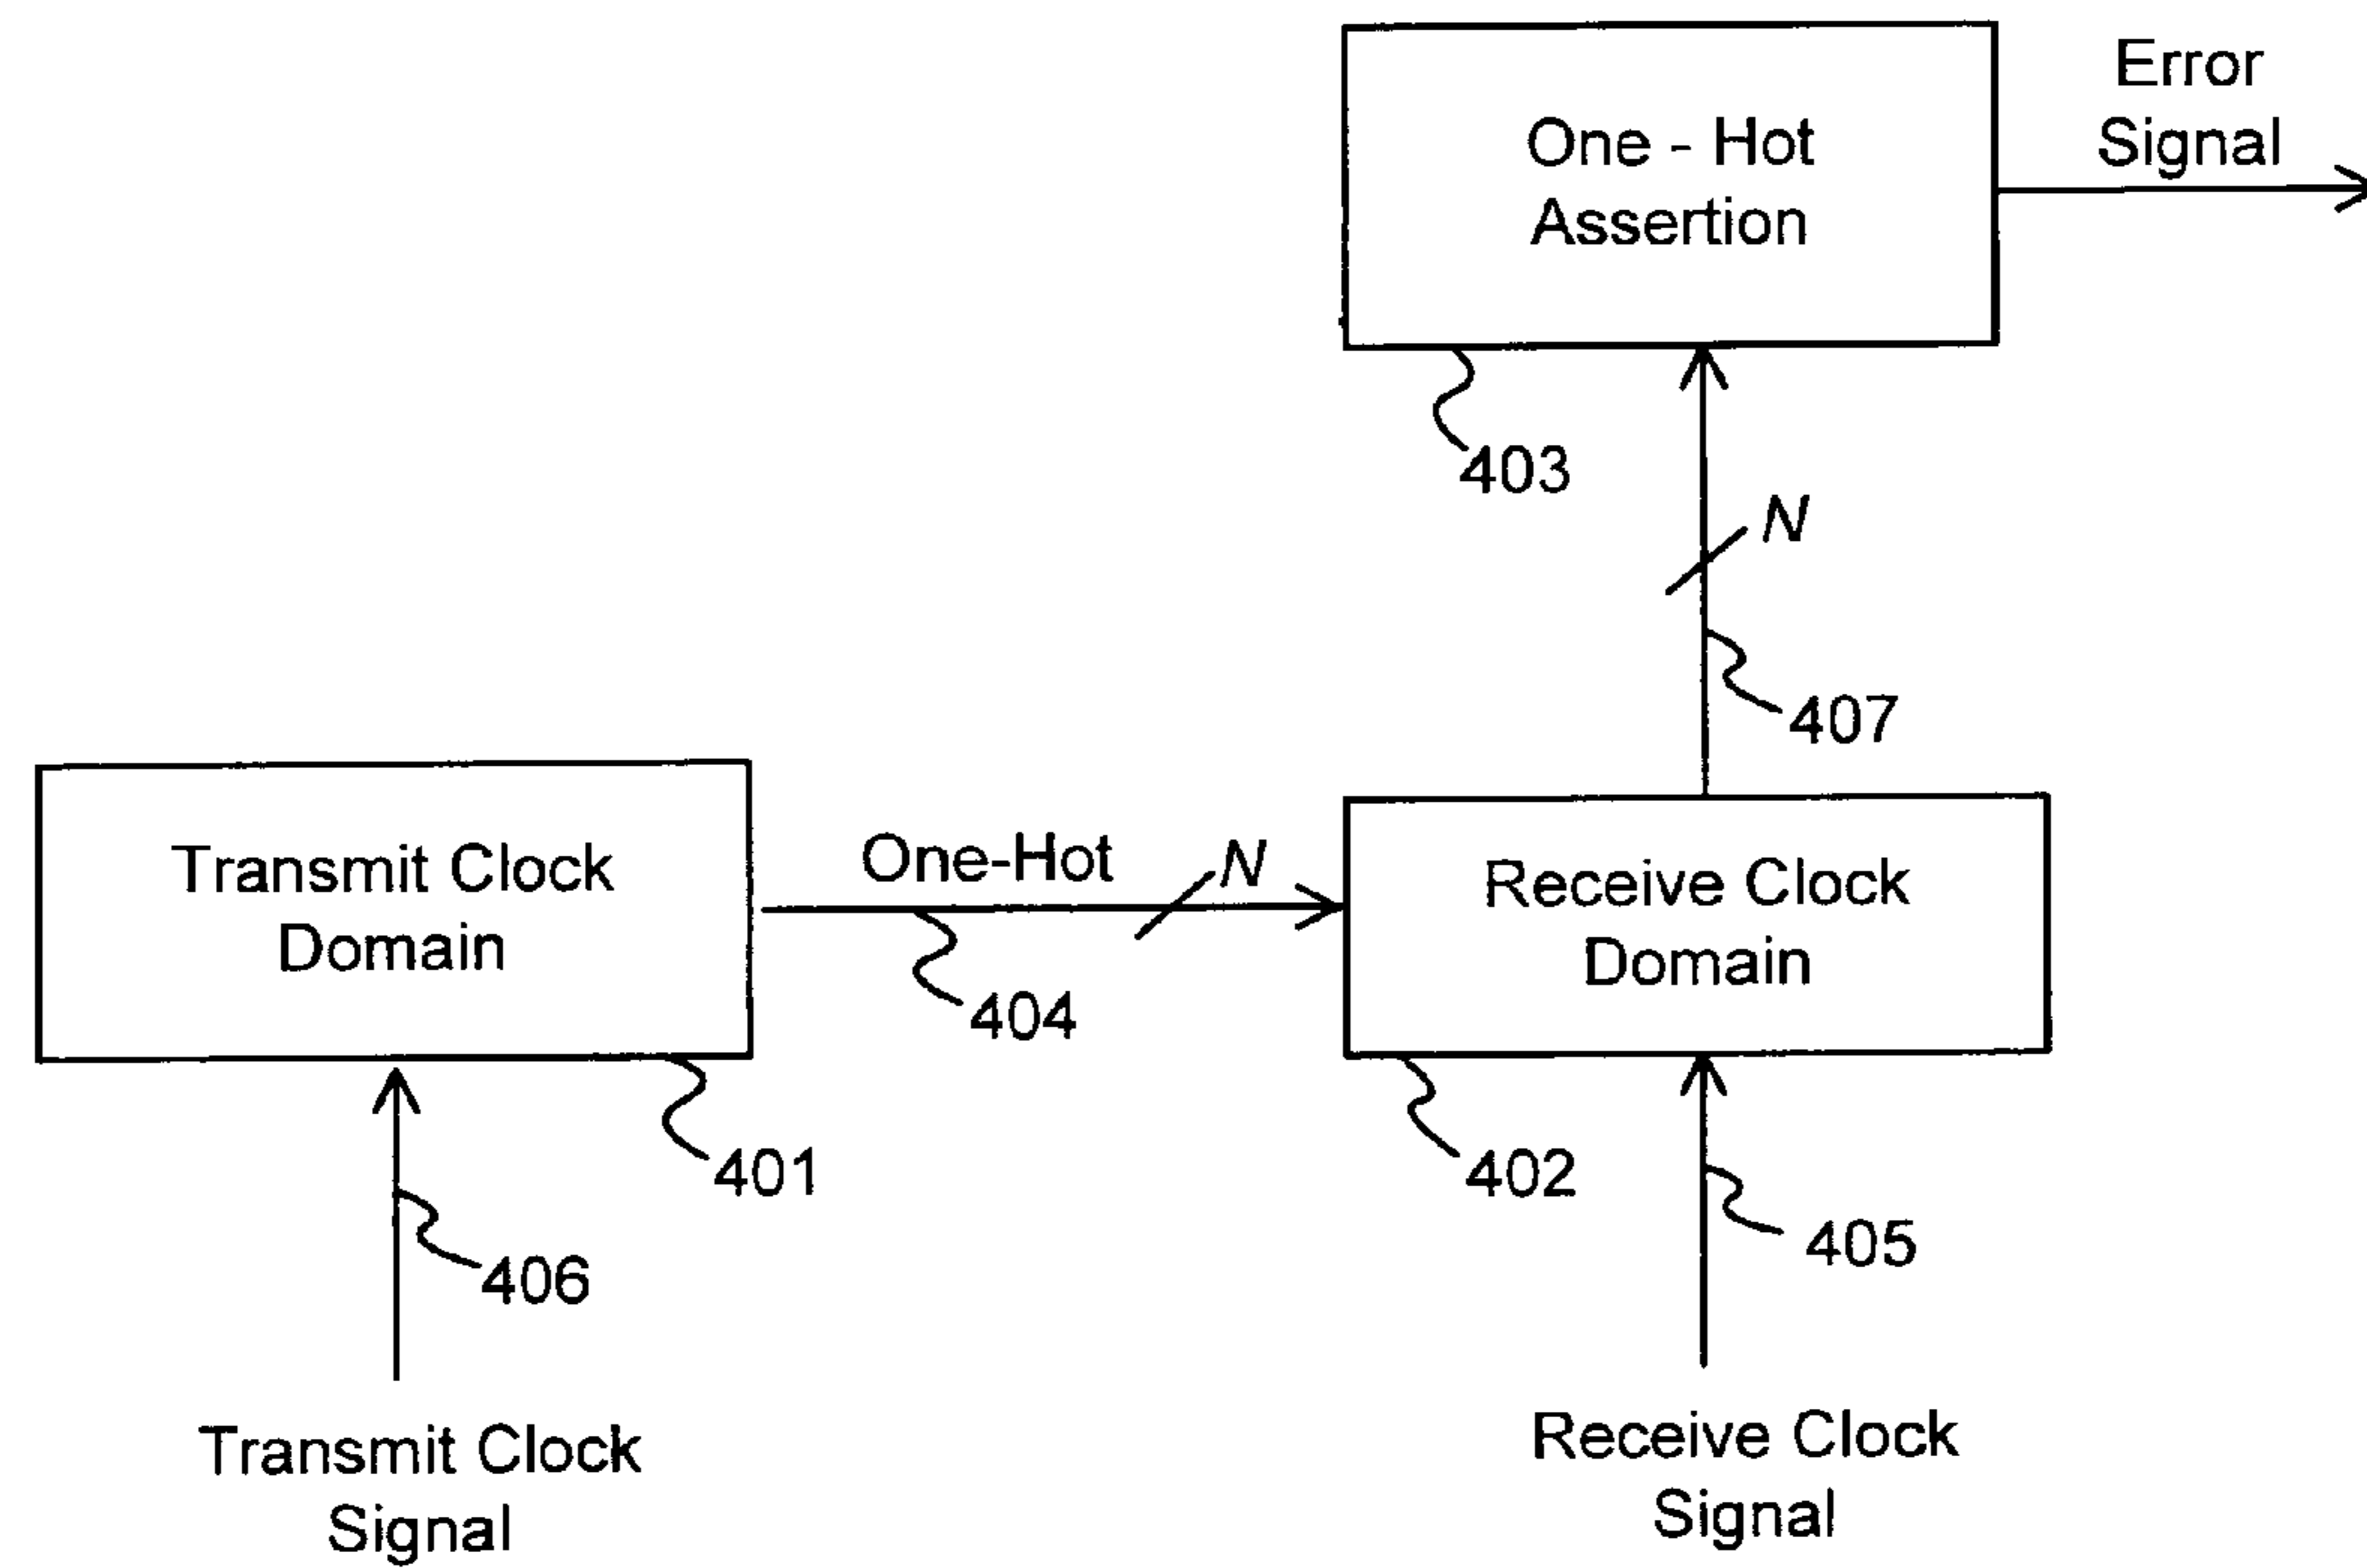 Error
Signal
One - Hot
Assertion
403
N
407
Transmit Clock
Domain
One-Hot
N
404
Receive Clock
Domain
401
402
406
405
Transmit Clock
Signal
Receive Clock
Signal